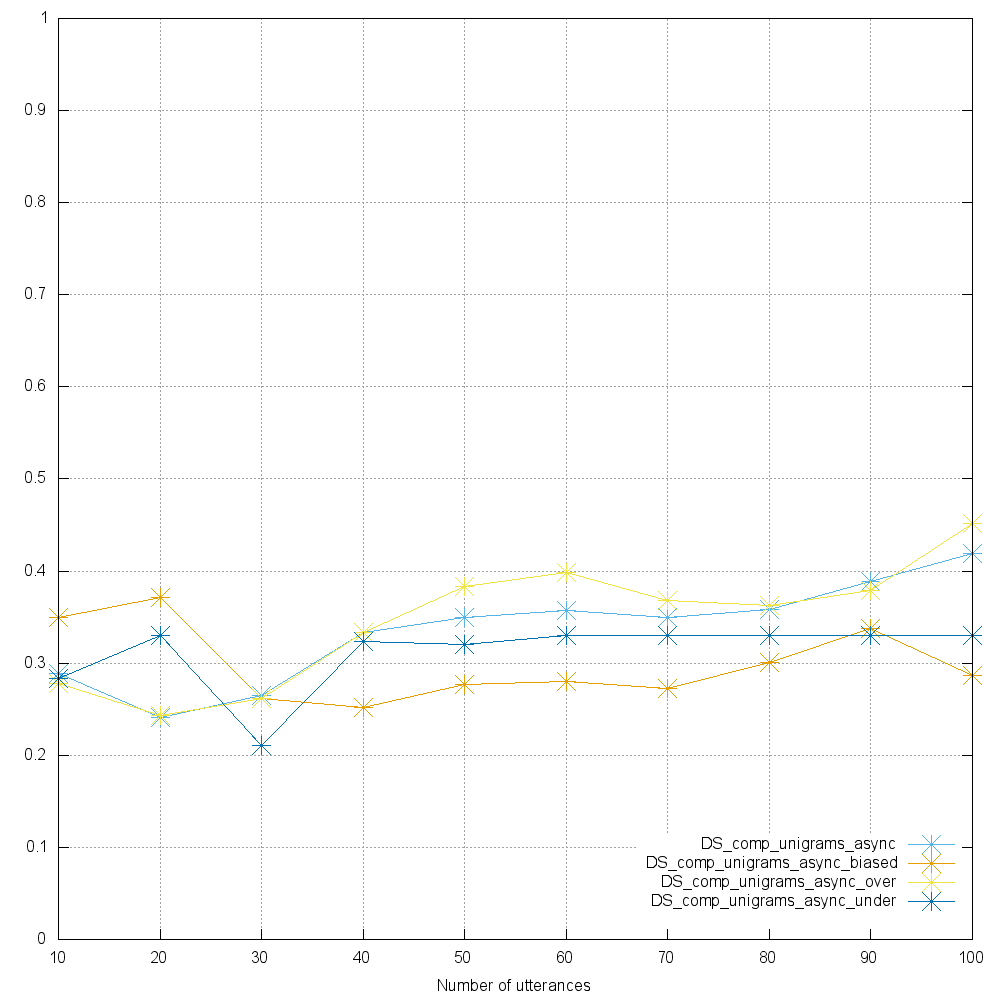 1
0.9
0.8
0.7
0.6
0.5
0.4
0.3
0.2
0.1
0
DS_comp_unigrams_async
DS_comp_unigrams_async_biased
DS_comp_unigrams_async_over
DS_comp_unigrams_async_under
10 20 30 40 50 60 70 80 90 100
Number of utterances